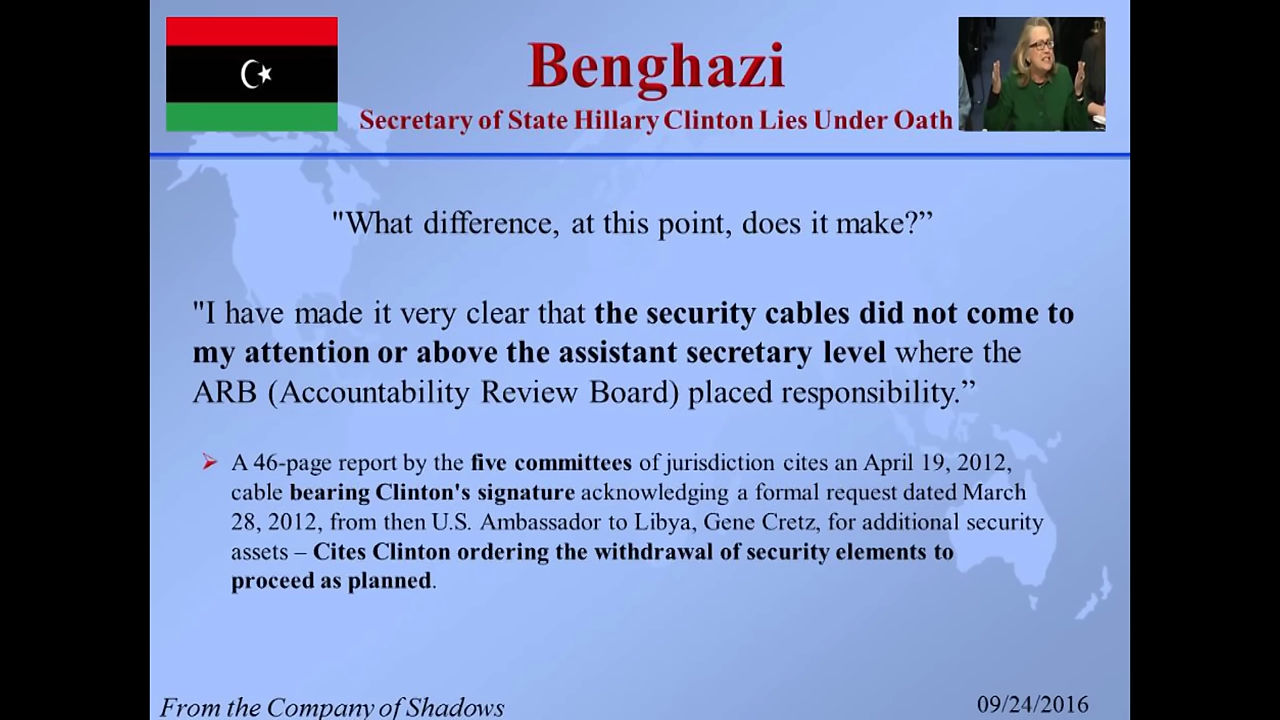 Benghazi
Secretary of State Hillary Clinton Lies Under Oath
"What difference, at this point, does it make?”
"I have made it very clear that the security cables did not come to
my attention or above the assistant secretary level where the
ARB (Accountability Review Board) placed responsibility.”
A 46-page report by the five committees of jurisdiction cites an April 19, 2012,
cable bearing Clinton's signature acknowledging a formal request dated March
28, 2012, from then U.S. Ambassador to Libya, Gene Cretz, for additional security
assets – Cites Clinton ordering the withdrawal of security elements to
proceed as planned.
From the Company of Shadows
09/24/2016